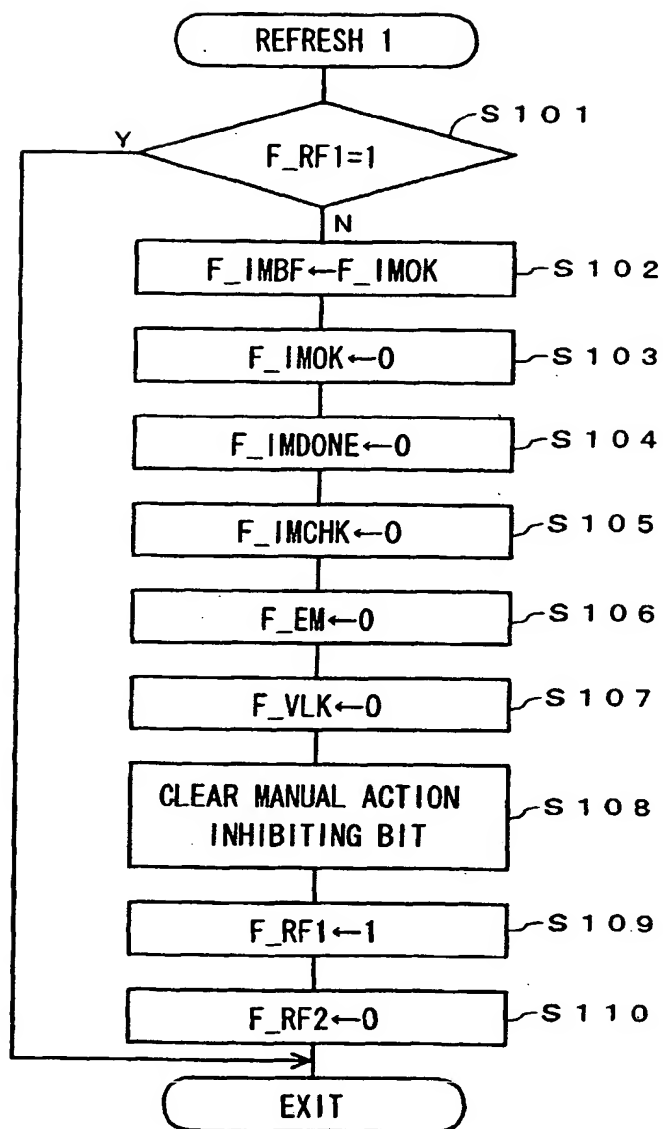 REFRESH 1
S101
Y
F_RF1=1
N
F_IMBF←F_IMOK
S102
F_IMOK←0
S103
F_IMDONE←0
S104
F_IMCHK←0
S105
F_EM←0
S106
F_VLK←0
S107
CLEAR MANUAL ACTION
INHIBITING BIT
S108
F_RF1←1
S109
F_RF2←0
S110
EXIT